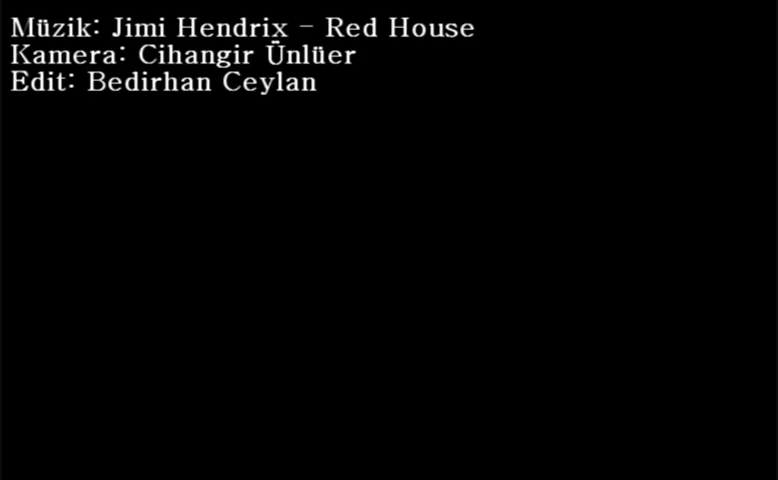 Müzik: Jimi Hendrix - Red House
Kamera: Cihangir Ünlüer
Edit: Bedirhan Ceylan